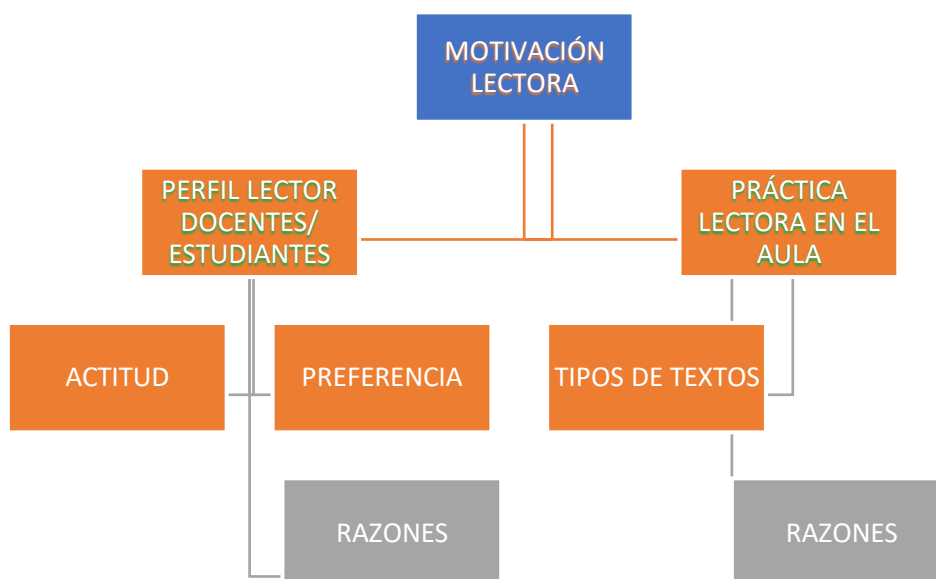 MOTIVACIÓN
LECTORA
PERFIL LECTOR
DOCENTES/
ESTUDIANTES
PRÁCTICA
LECTORA EN EL
AULA
ACTITUD
PREFERENCIA
TIPOS DE TEXTOS
RAZONES
RAZONES